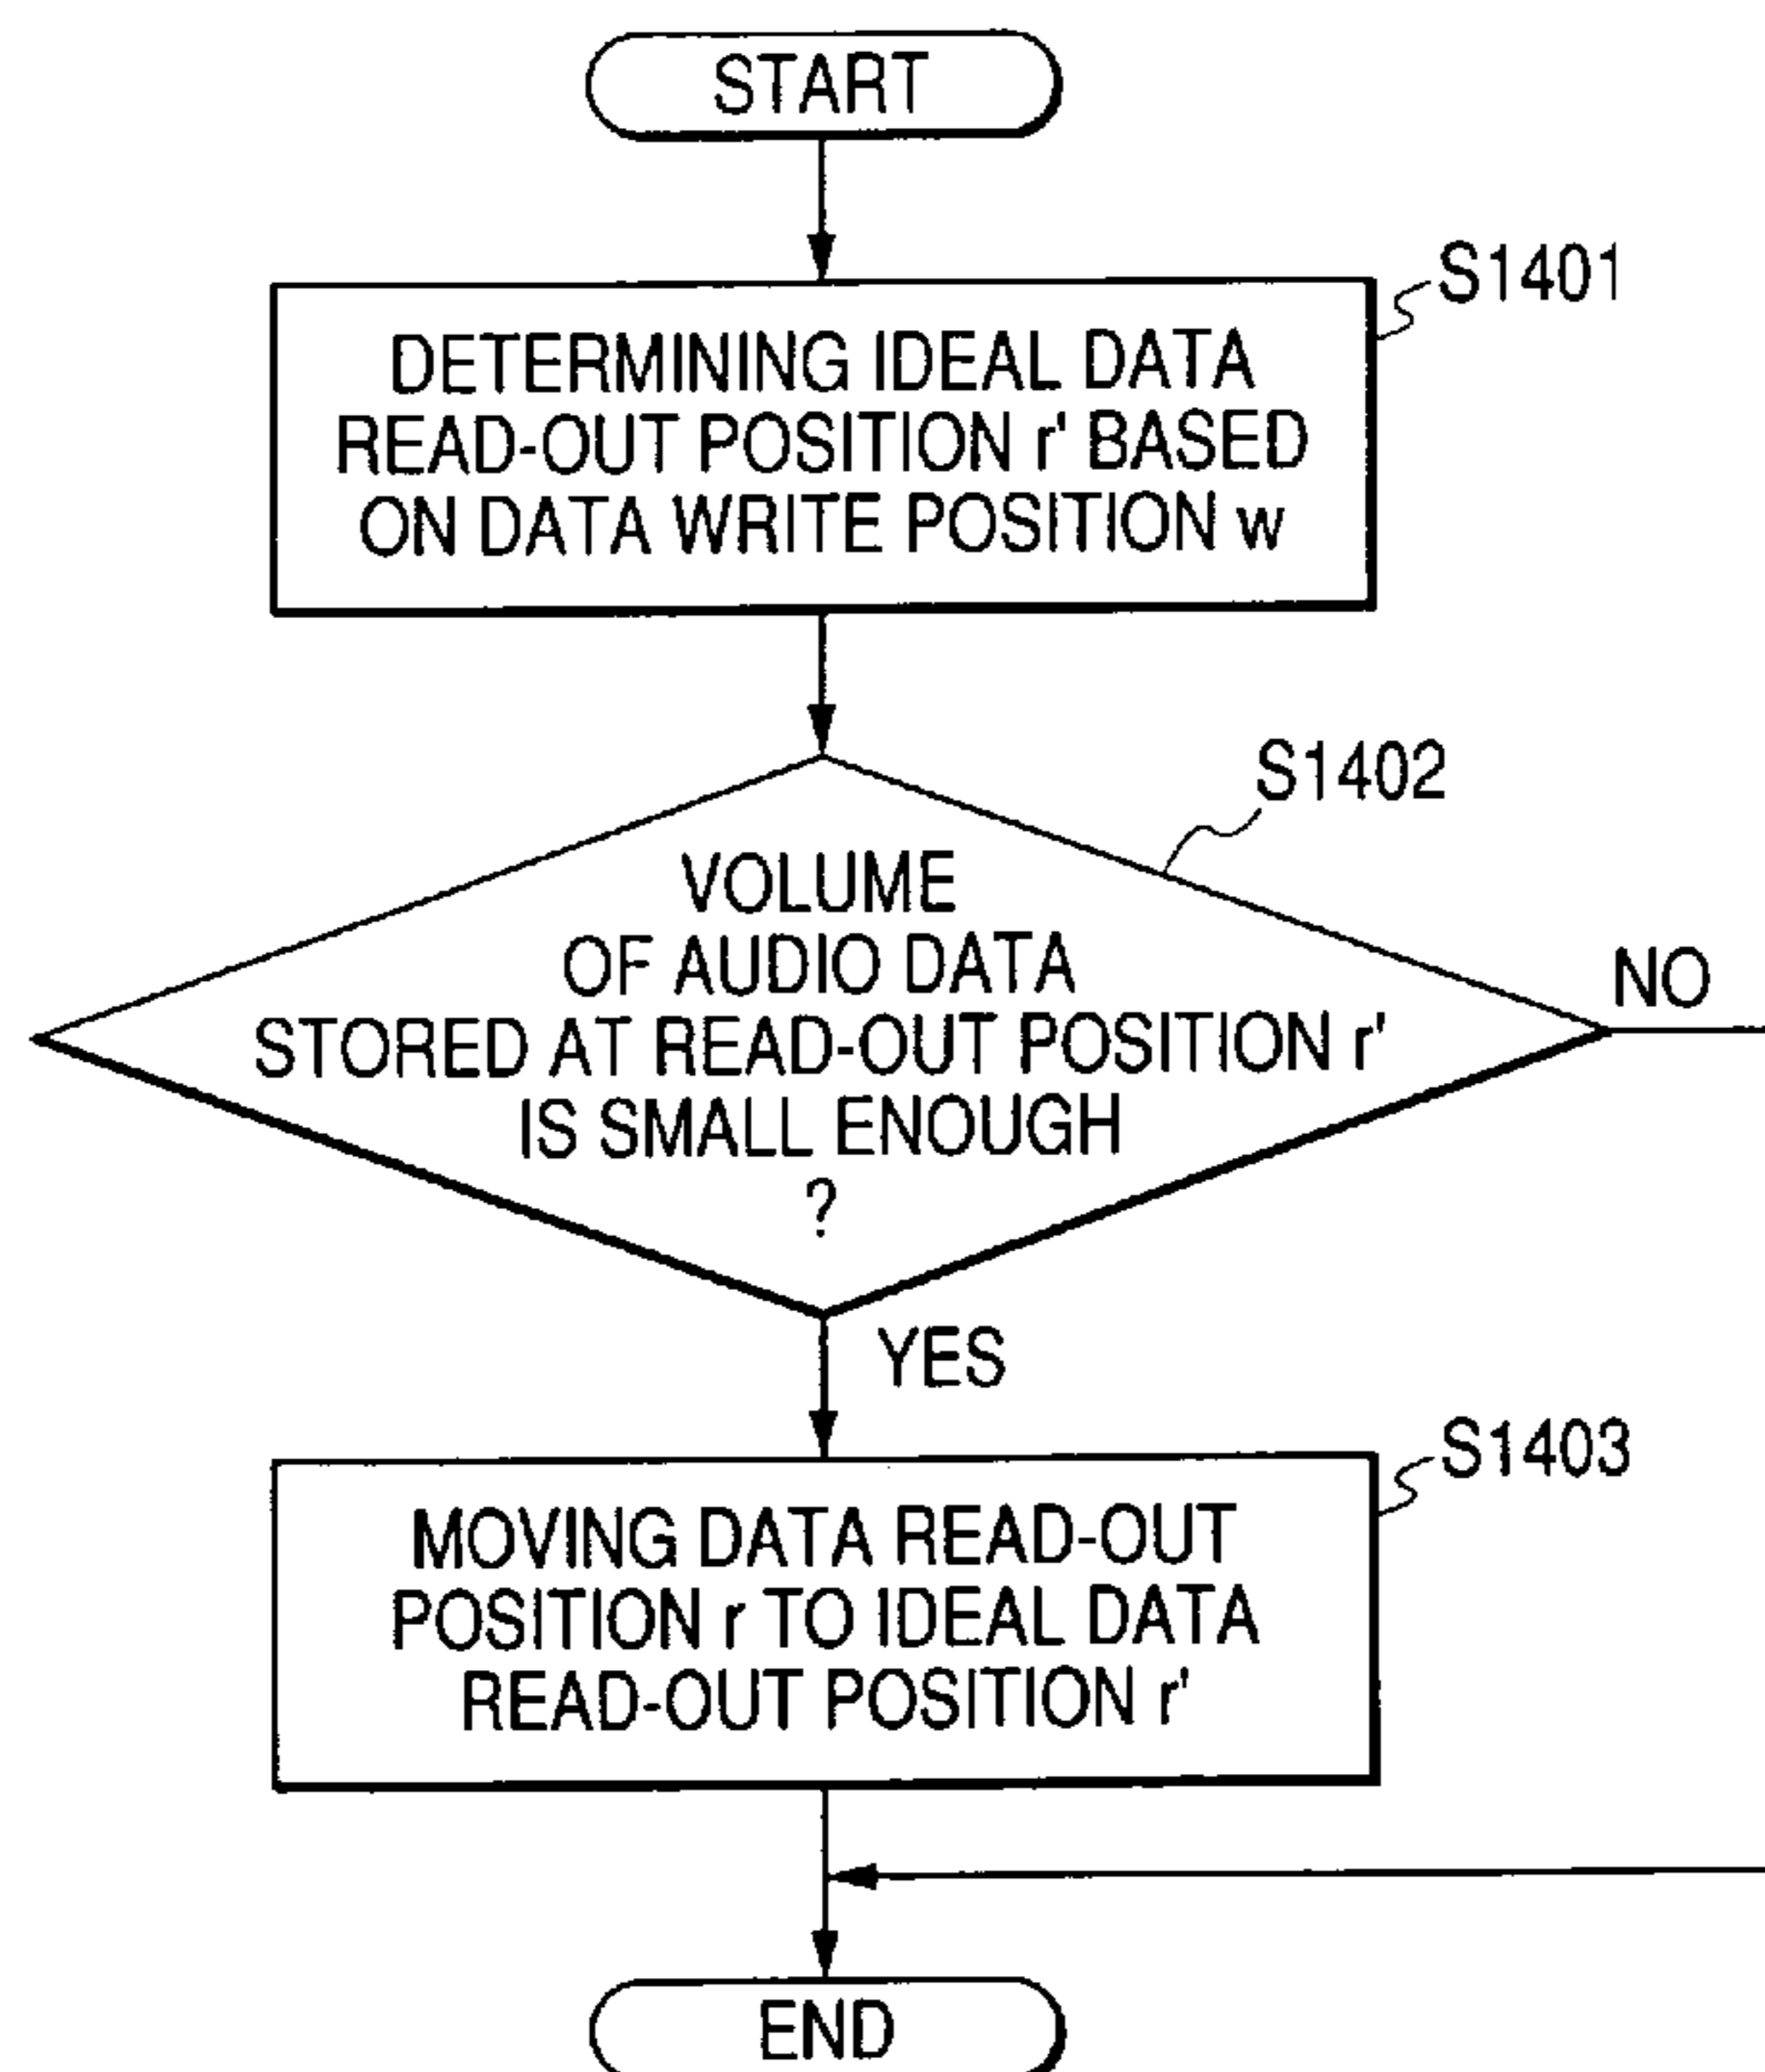 START
S1401
DETERMINING IDEAL DATA
READ-OUT POSITION r' BASED
ON DATA WRITE POSITION w
S1402
VOLUME
OF AUDIO DATA
STORED AT READ-OUT POSITION r'
IS SMALL ENOUGH
?
NO
YES
S1403
MOVING DATA READ-OUT
POSITION r TO IDEAL DATA
READ-OUT POSITION r'
END